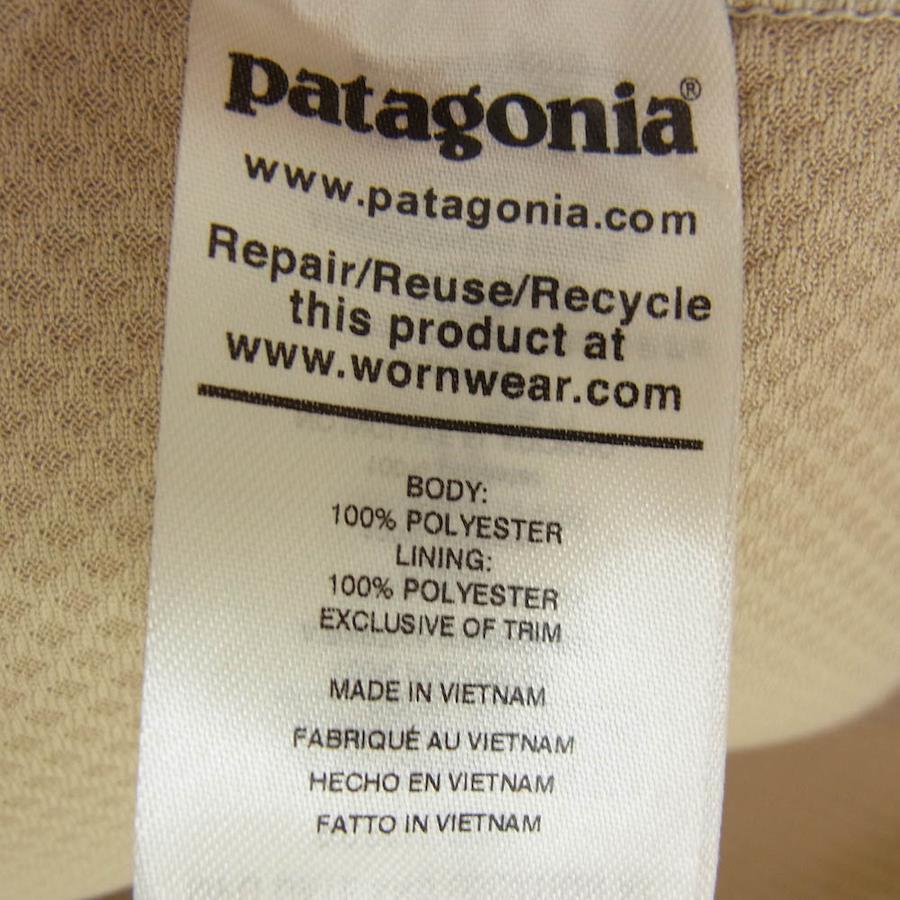 patagonia®
www.patagonia.com
Repair/Reuse/Recycle
this product at
www.wornwear.com
BODY:
100% POLYESTER
LINING:
100% POLYESTER
EXCLUSIVE OF TRIM
MADE IN VIETNAM
FABRIQUÉ AU VIETNAM
HECHO EN VIETNAM
FATTO IN VIETNAM